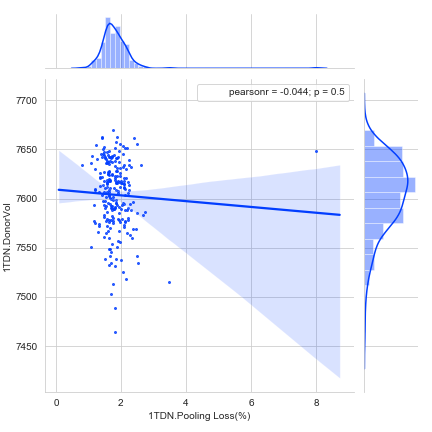 pearsonr = -0.044; p = 0.5
7700
7650
7600
7550
7500
7450
1TDN.DonorVol
0 2 4 6 8
1TDN.Pooling Loss(%)